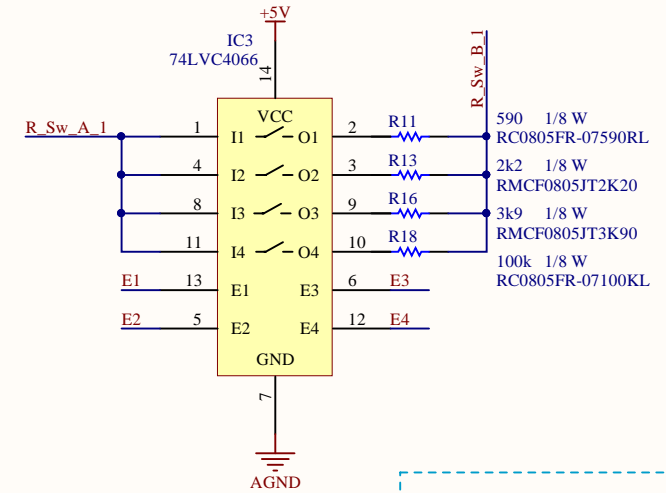 +5V
IC3
74LVC4066
14
R_Sw_B_1
R_Sw_A_1
VCC
1 I1 O1 2 R11
590 1/8 W
RC0805FR-07590RL
4 I2 O2 3 R13
2k2 1/8 W
RMCF0805JT2K20
8 I3 O3 9 R16
3k9 1/8 W
RMCF0805JT3K90
11 I4 O4 10 R18
100k 1/8 W
RC0805FR-07100KL
E1 13 E1 E3 6 E3
E2 5 E2 E4 12 E4
GND
7
AGND